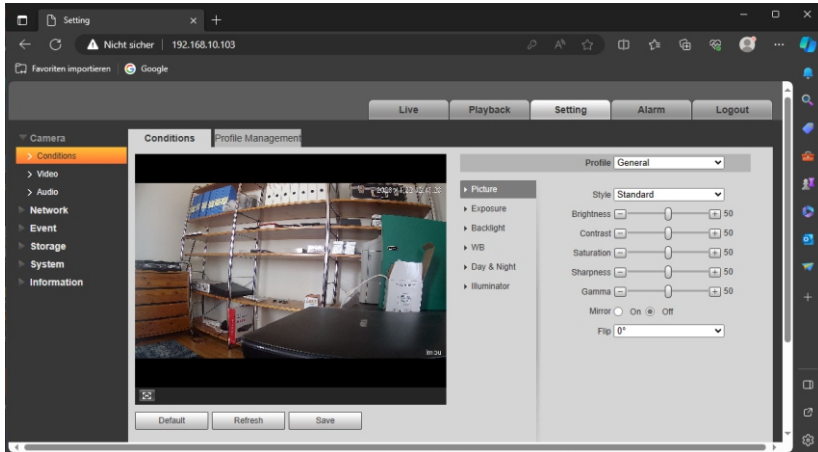 Setting
Nicht sicher 192.168.10.103
Favoriten importieren Google
Live Playback Setting Alarm Logout
Camera
Conditions
Video
Audio
Network
Event
Storage
System
Information
Conditions Profile Management
imou
Default Refresh Save
Picture
Exposure
Backlight
WB
Day & Night
Illuminator
Profile General
Style Standard
Brightness 50
Contrast 50
Saturation 50
Sharpness 50
Gamma 50
Mirror On Off
Flip 0°